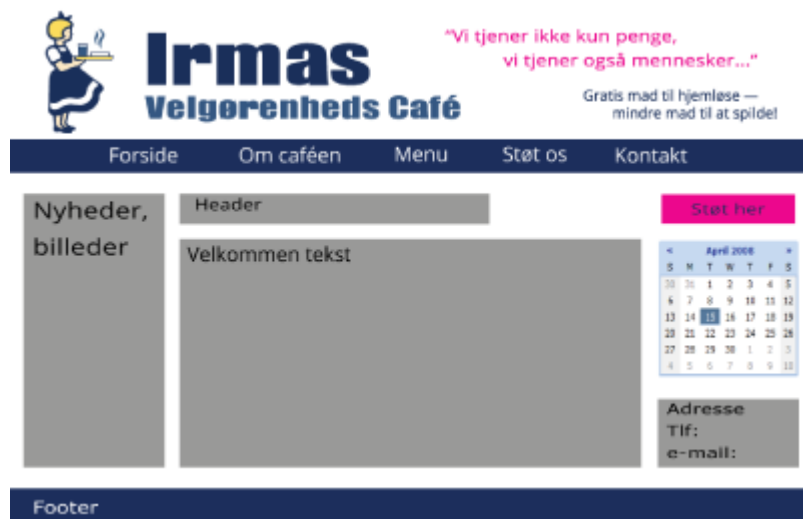 Irmas
Velgørenheds Café
"Vi tjener ikke kun penge,
vi tjener også mennesker..."
Gratis mad til hjemløse —
mindre mad til at spilde!
Forside Om caféen Menu Støt os Kontakt
Nyheder,
billeder
Header
Velkommen tekst
Støt her
« April 2008 »
S M T W T F S
30 31 1 2 3 4 5
6 7 8 9 10 11 12
13 14 15 16 17 18 19
20 21 22 23 24 25 26
27 28 29 30 1 2 3
4 5 6 7 8 9 10
Adresse
Tlf:
e-mail:
Footer